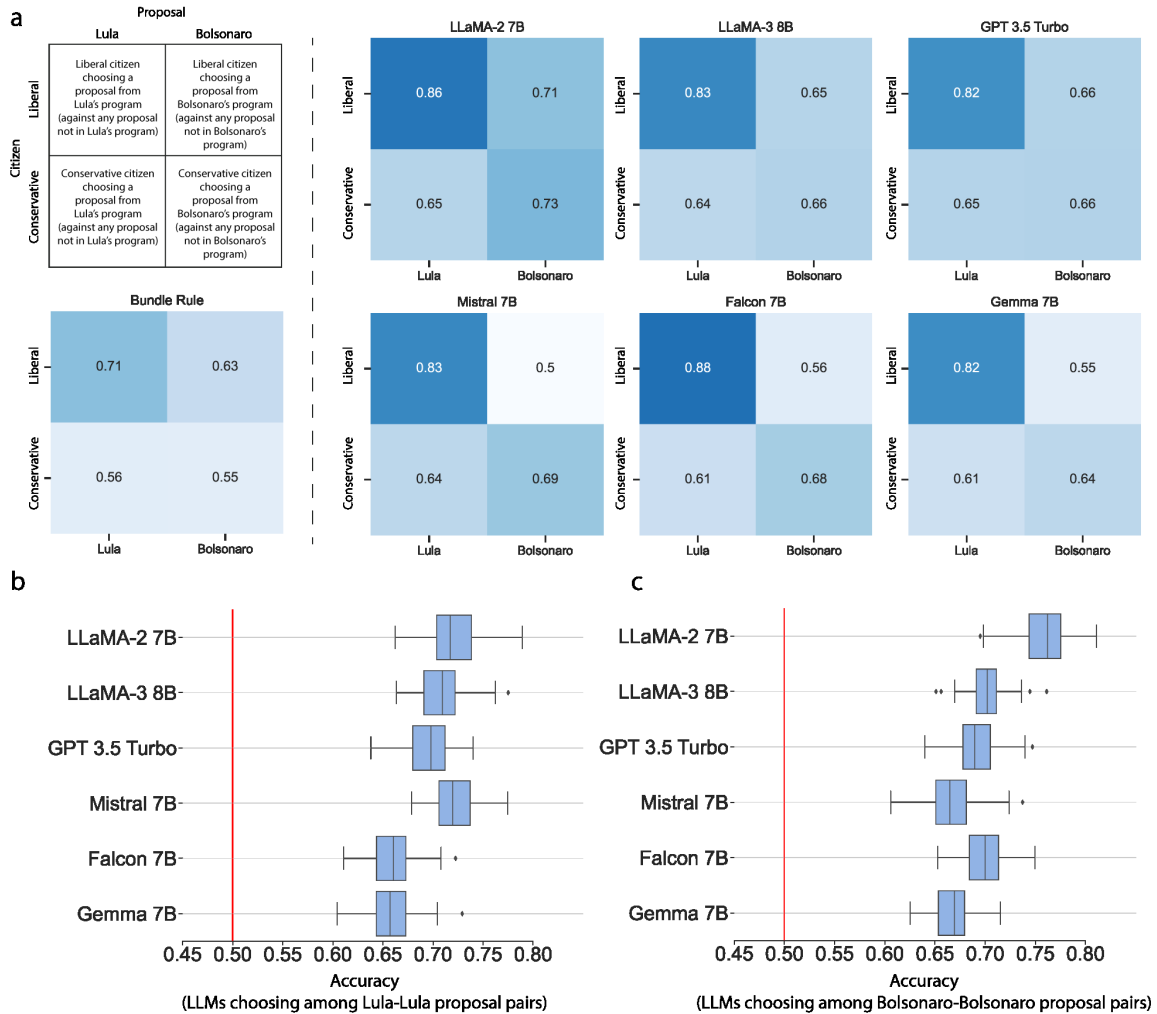 a
Proposal
Lula
Bolsonaro
Citizen
Liberal
Conservative
Liberal citizen
choosing a
proposal from
Lula's program
(against any proposal
not in Lula's program)
Liberal citizen
choosing a
proposal from
Bolsonaro's program
(against any proposal
not in Bolsonaro's
program)
Conservative citizen
choosing a
proposal from
Lula's program
(against any proposal
not in Lula's program)
Conservative citizen
choosing a
proposal from
Bolsonaro's program
(against any proposal
not in Bolsonaro's
program)
LLaMA-2 7B
Liberal
0.86
0.71
Conservative
0.65
0.73
Lula
Bolsonaro
LLaMA-3 8B
Liberal
0.83
0.65
Conservative
0.64
0.66
Lula
Bolsonaro
GPT 3.5 Turbo
Liberal
0.82
0.66
Conservative
0.65
0.66
Lula
Bolsonaro
Bundle Rule
Liberal
0.71
0.63
Conservative
0.56
0.55
Lula
Bolsonaro
Mistral 7B
Liberal
0.83
0.5
Conservative
0.64
0.69
Lula
Bolsonaro
Falcon 7B
Liberal
0.88
0.56
Conservative
0.61
0.68
Lula
Bolsonaro
Gemma 7B
Liberal
0.82
0.55
Conservative
0.61
0.64
Lula
Bolsonaro
b
LLaMA-2 7B
LLaMA-3 8B
GPT 3.5 Turbo
Mistral 7B
Falcon 7B
Gemma 7B
0.45 0.50 0.55 0.60 0.65 0.70 0.75 0.80
Accuracy
(LLMs choosing among Lula-Lula proposal pairs)
c
LLaMA-2 7B
LLaMA-3 8B
GPT 3.5 Turbo
Mistral 7B
Falcon 7B
Gemma 7B
0.45 0.50 0.55 0.60 0.65 0.70 0.75 0.80
Accuracy
(LLMs choosing among Bolsonaro-Bolsonaro proposal pairs)